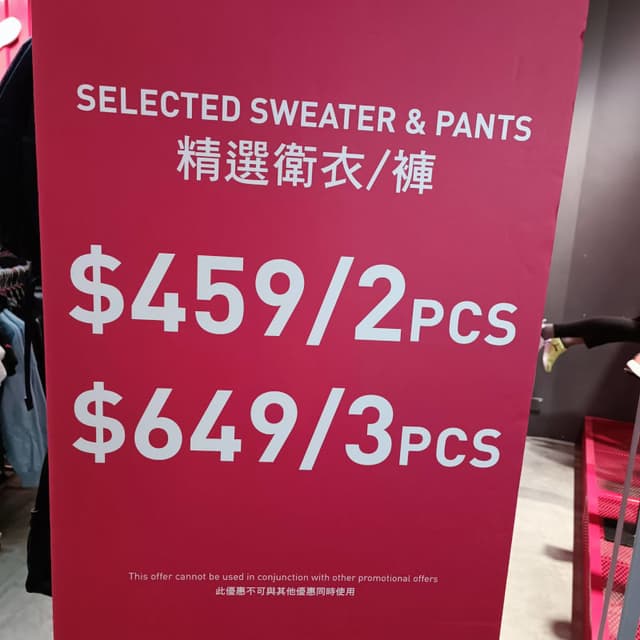 SELECTED SWEATER & PANTS
精選衛衣/褲
$459/2PCS
$649/3PCS
This offer cannot be used in conjunction with other promotional offers
此優惠不可與其他優惠同時使用